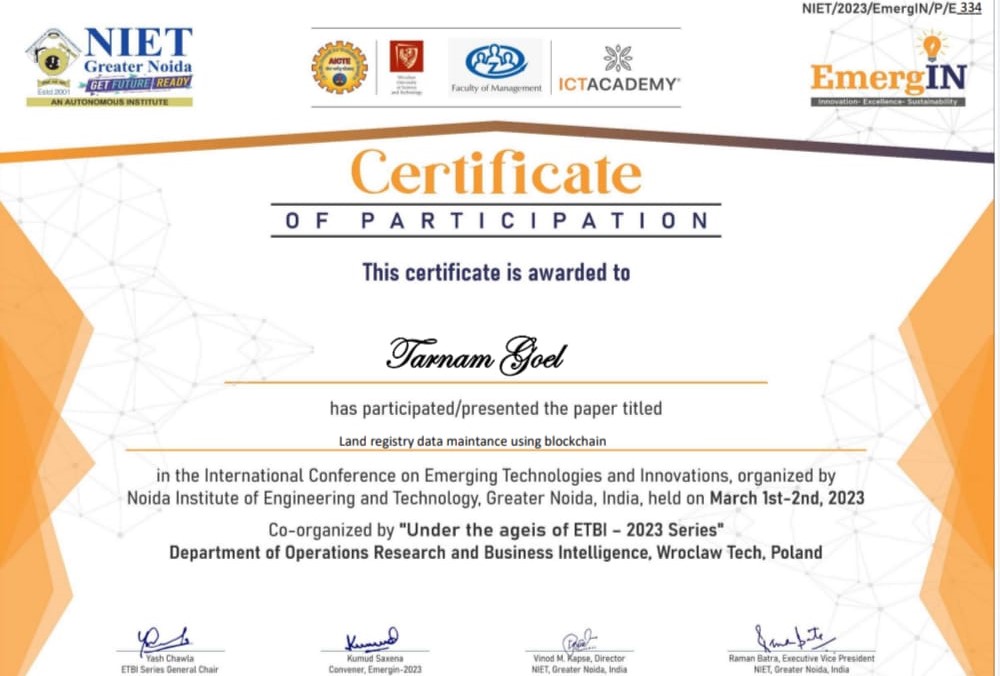 NIET/2023/EmergIN/P/E 334
NIET
Greater Noida
Estd 2001
GET FUTURE READY
AN AUTONOMOUS INSTITUTE
AICTE
Wroclaw
University
of Science
and Technology
Faculty of Management
ICTACADEMY
EmergIN
Innovation- Excellence- Sustainability
Certificate
OF PARTICIPATION
This certificate is awarded to
Tarnam Goel
has participated/presented the paper titled
Land registry data maintance using blockchain
in the International Conference on Emerging Technologies and Innovations, organized by
Noida Institute of Engineering and Technology, Greater Noida, India, held on March 1st-2nd, 2023
Co-organized by "Under the ageis of ETBI – 2023 Series"
Department of Operations Research and Business Intelligence, Wroclaw Tech, Poland
Kumud
Yash Chawla
ETBI Series General Chair
Kumud Saxena
Convener, Emergin-2023
Vinod M. Kapse, Director
NIET, Greater Noida, India
Raman Batra, Executive Vice President
NIET, Greater Noida, India